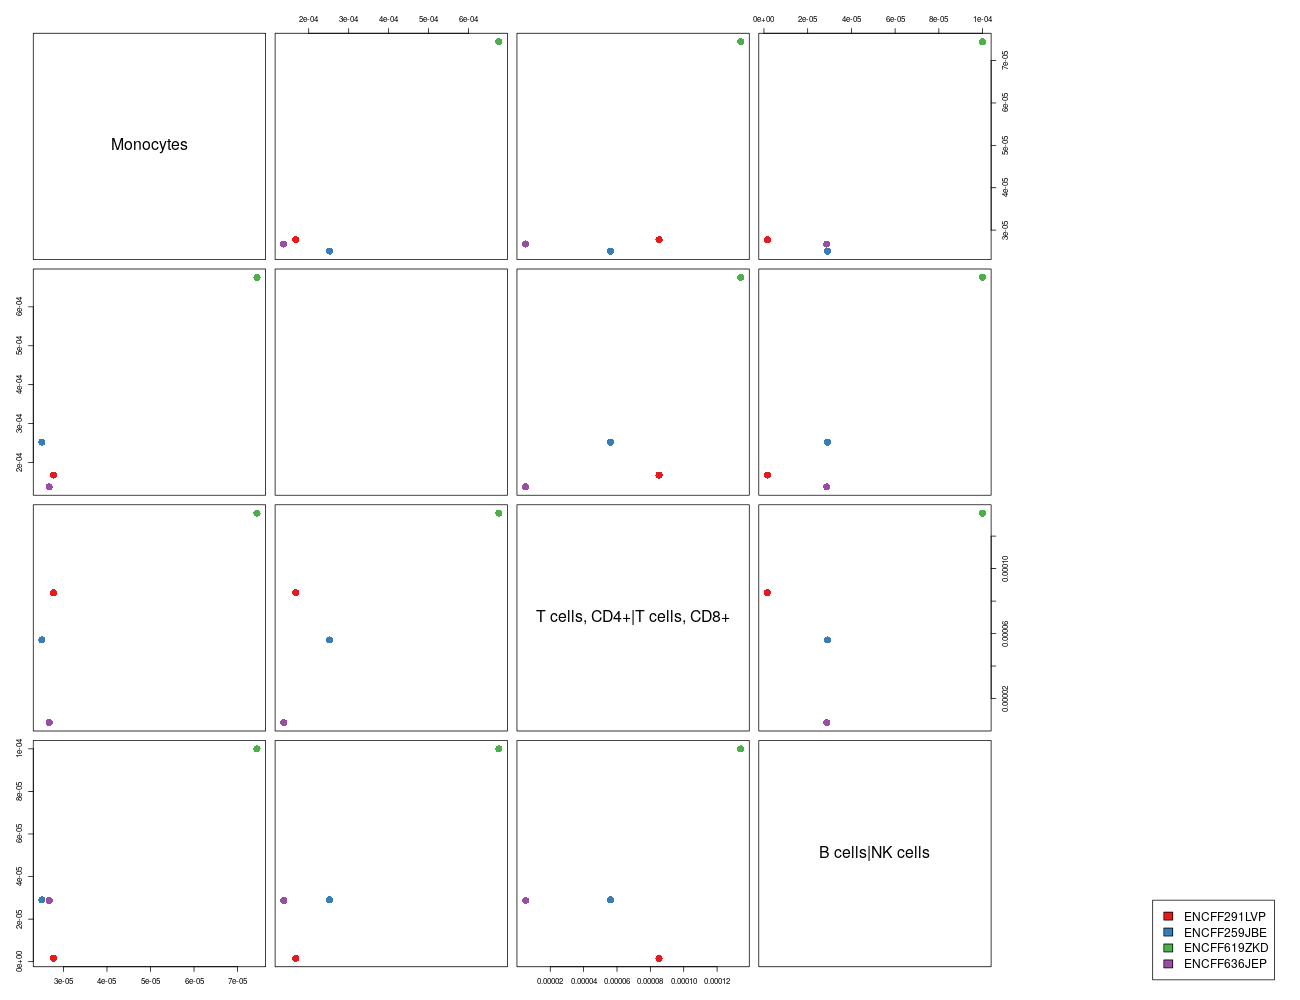 2e-04 3e-04 4e-04 5e-04 6e-04
0e+00 2e-05 4e-05 6e-05 8e-05 1e-04
Monocytes
3e-05 4e-05 5e-05 6e-05 7e-05
2e-04 3e-04 4e-04 5e-04 6e-04
T cells, CD4+|T cells, CD8+
0.00002 0.00006 0.00010
0e+00 2e-05 4e-05 6e-05 8e-05 1e-04
B cells|NK cells
3e-05 4e-05 5e-05 6e-05 7e-05
0.00002 0.00004 0.00006 0.00008 0.00010 0.00012
ENCFF291LVP
ENCFF259JBE
ENCFF619ZKD
ENCFF636JEP